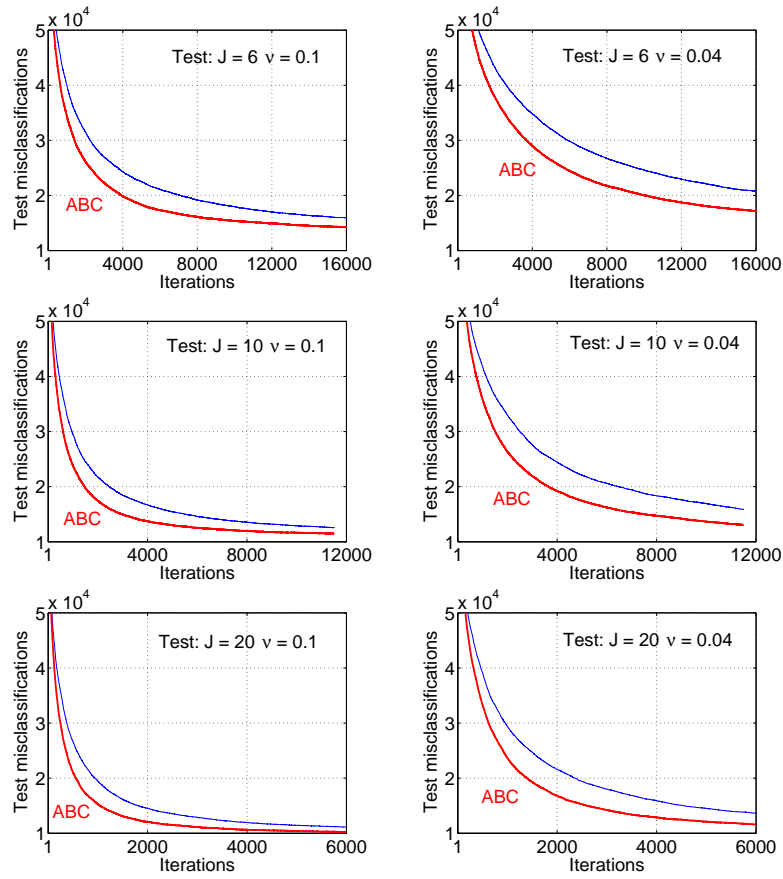 x 10^4
Test: J = 6 ν = 0.1
Test misclassifications
5
4
3
2
1
ABC
1 4000 8000 12000 16000
Iterations
x 10^4
Test: J = 6 ν = 0.04
Test misclassifications
5
4
3
2
1
ABC
1 4000 8000 12000 16000
Iterations
x 10^4
Test: J = 10 ν = 0.1
Test misclassifications
5
4
3
2
1
ABC
1 4000 8000 12000
Iterations
x 10^4
Test: J = 10 ν = 0.04
Test misclassifications
5
4
3
2
1
ABC
1 4000 8000 12000
Iterations
x 10^4
Test: J = 20 ν = 0.1
Test misclassifications
5
4
3
2
1
ABC
1 2000 4000 6000
Iterations
x 10^4
Test: J = 20 ν = 0.04
Test misclassifications
5
4
3
2
1
ABC
1 2000 4000 6000
Iterations